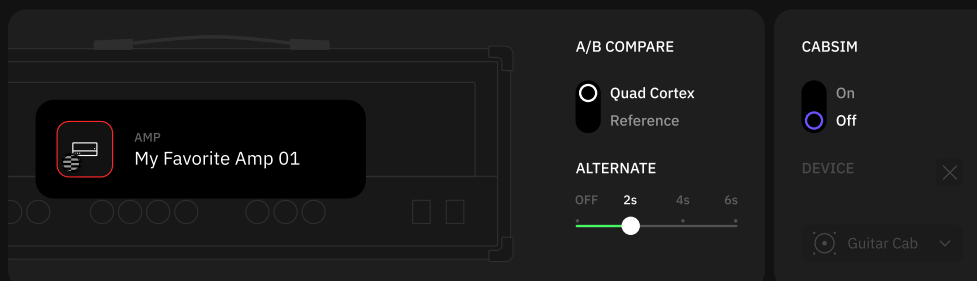 A/B COMPARE
Quad Cortex
Reference
AMP
My Favorite Amp 01
ALTERNATE
OFF 2s 4s 6s
CABSIM
On
Off
DEVICE
Guitar Cab